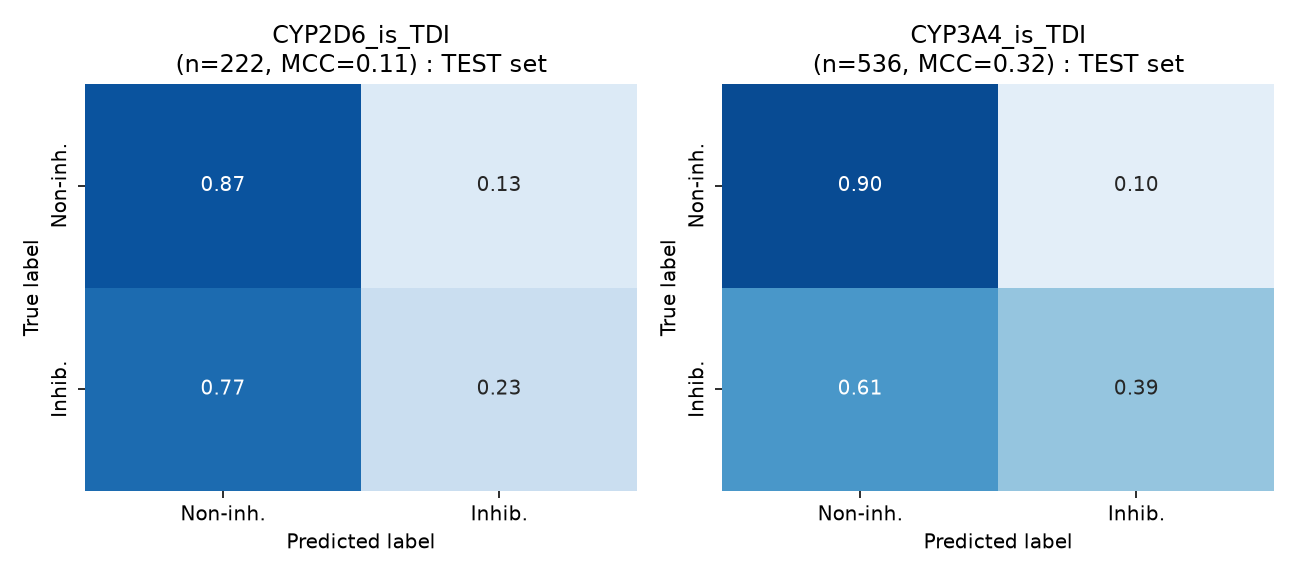 CYP2D6_is_TDI
(n=222, MCC=0.11) : TEST set
True label
Non-inh.
Inhib.
0.87
0.13
0.77
0.23
Non-inh.
Inhib.
Predicted label
CYP3A4_is_TDI
(n=536, MCC=0.32) : TEST set
True label
Non-inh.
Inhib.
0.90
0.10
0.61
0.39
Non-inh.
Inhib.
Predicted label